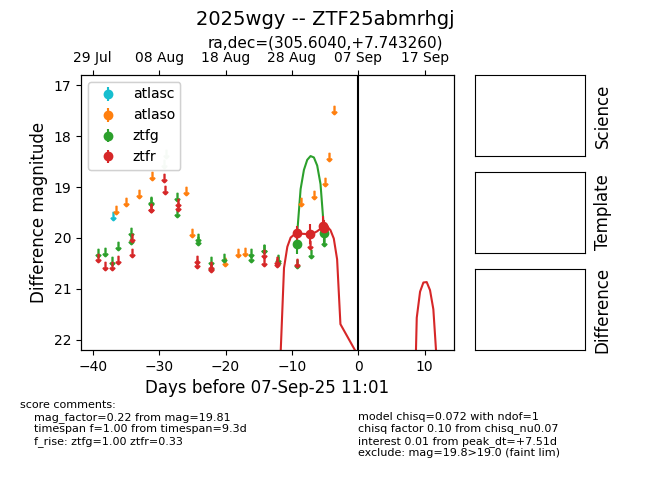 2025wgy -- ZTF25abmrhgj
ra,dec=(305.6040,+7.743260)
29 Jul 08 Aug 18 Aug 28 Aug 07 Sep 17 Sep
atlasc
atlaso
ztfg
ztfr
17
18
19
20
21
22
Difference magnitude
−40 −30 −20 −10 0 10
Days before 07-Sep-25 11:01
Science
Template
Difference
score comments:
mag_factor=0.22 from mag=19.81
timespan f=1.00 from timespan=9.3d
f_rise: ztfg=1.00 ztfr=0.33
model chisq=0.072 with ndof=1
chisq factor 0.10 from chisq_nu0.07
interest 0.01 from peak_dt=+7.51d
exclude: mag=19.8>19.0 (faint lim)